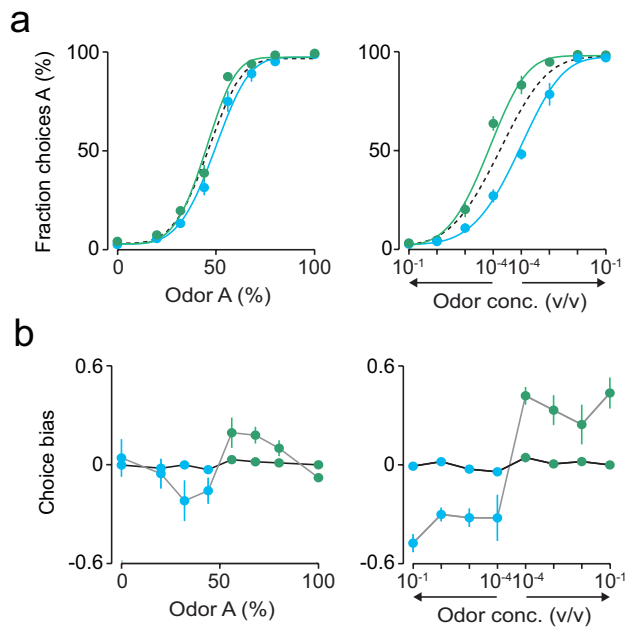 a
Fraction choices A (%)
100
50
0
0 50 100
Odor A (%)
100
50
0
10⁻¹ 10⁻⁴ 10⁻⁴ 10⁻¹
Odor conc. (v/v)
b
Choice bias
0.6
0
-0.6
0 50 100
Odor A (%)
0.6
0
-0.6
10⁻¹ 10⁻⁴ 10⁻⁴ 10⁻¹
Odor conc. (v/v)